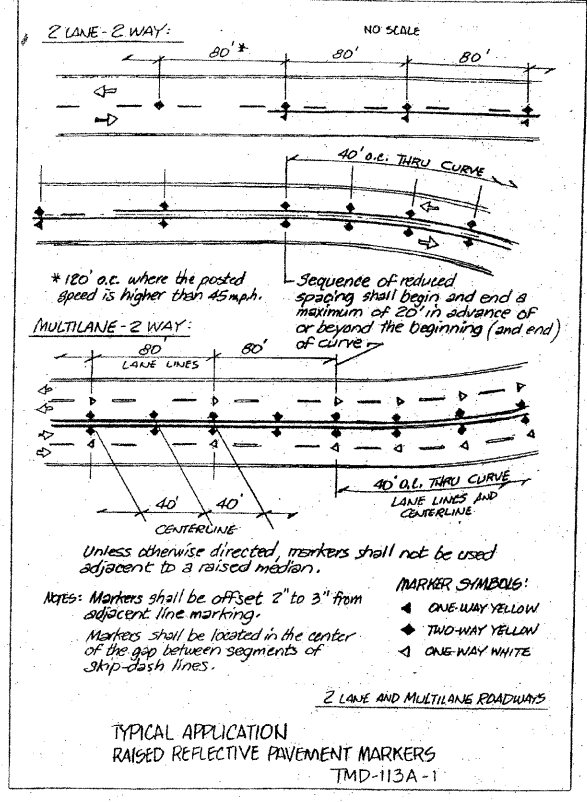 2 LANE - 2 WAY:
NO SCALE
80'* 80' 80'
40' O.C. THRU CURVE
* 120' o.c. where the posted
speed is higher than 45 m.p.h.
Sequence of reduced
spacing shall begin and end a
maximum of 20' in advance of
or beyond the beginning (and end)
of curve
MULTILANE - 2 WAY:
80' 80'
LANE LINES
40' O.C. THRU CURVE
LANE LINES AND
CENTERLINE
40' 40'
CENTERLINE
Unless otherwise directed, markers shall not be used
adjacent to a raised median.
NOTES: Markers shall be offset 2" to 3" from
adjacent line marking.
Markers shall be located in the center
of the gap between segments of
skip-dash lines.
MARKER SYMBOLS:
ONE-WAY YELLOW
TWO-WAY YELLOW
ONE-WAY WHITE
2 LANE AND MULTILANE ROADWAYS
TYPICAL APPLICATION
RAISED REFLECTIVE PAVEMENT MARKERS
TMD-113A-1